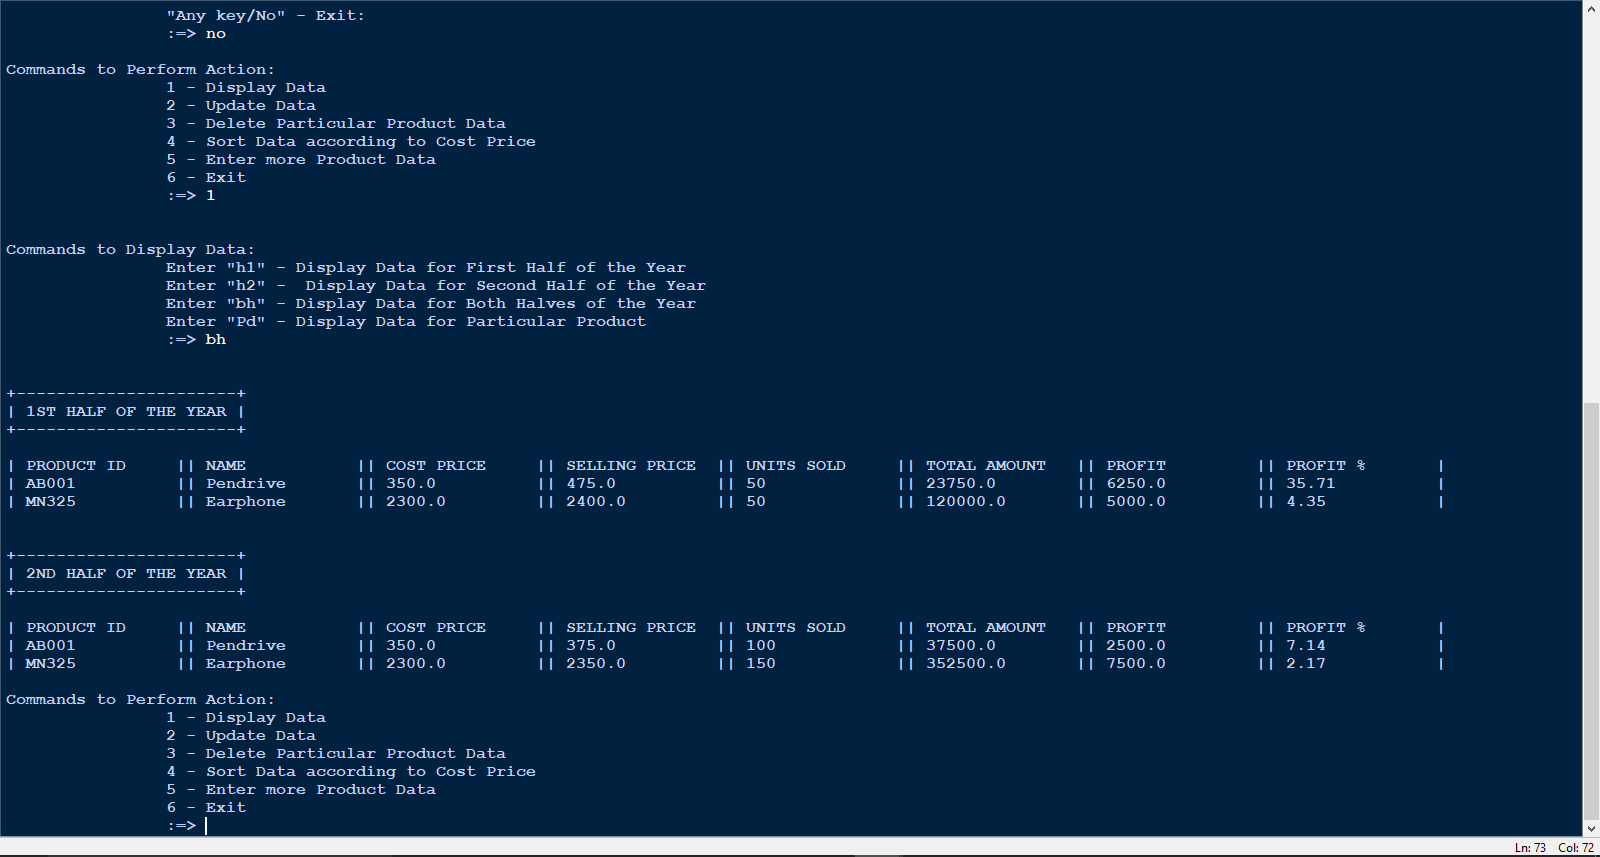 "Any key/No" - Exit:
:=> no
Commands to Perform Action:
1 - Display Data
2 - Update Data
3 - Delete Particular Product Data
4 - Sort Data according to Cost Price
5 - Enter more Product Data
6 - Exit
:=> 1
Commands to Display Data:
Enter "h1" - Display Data for First Half of the Year
Enter "h2" -  Display Data for Second Half of the Year
Enter "bh" - Display Data for Both Halves of the Year
Enter "Pd" - Display Data for Particular Product
:=> bh
+----------------------+
| 1ST HALF OF THE YEAR |
+----------------------+
| PRODUCT ID     || NAME           || COST PRICE     || SELLING PRICE  || UNITS SOLD     || TOTAL AMOUNT   || PROFIT         || PROFIT %       |
| AB001          || Pendrive       || 350.0          || 475.0          || 50             || 23750.0        || 6250.0         || 35.71          |
| MN325          || Earphone       || 2300.0         || 2400.0         || 50             || 120000.0       || 5000.0         || 4.35           |
+----------------------+
| 2ND HALF OF THE YEAR |
+----------------------+
| PRODUCT ID     || NAME           || COST PRICE     || SELLING PRICE  || UNITS SOLD     || TOTAL AMOUNT   || PROFIT         || PROFIT %       |
| AB001          || Pendrive       || 350.0          || 375.0          || 100            || 37500.0        || 2500.0         || 7.14           |
| MN325          || Earphone       || 2300.0         || 2350.0         || 150            || 352500.0       || 7500.0         || 2.17           |
Commands to Perform Action:
1 - Display Data
2 - Update Data
3 - Delete Particular Product Data
4 - Sort Data according to Cost Price
5 - Enter more Product Data
6 - Exit
:=>
Ln: 73 Col: 72